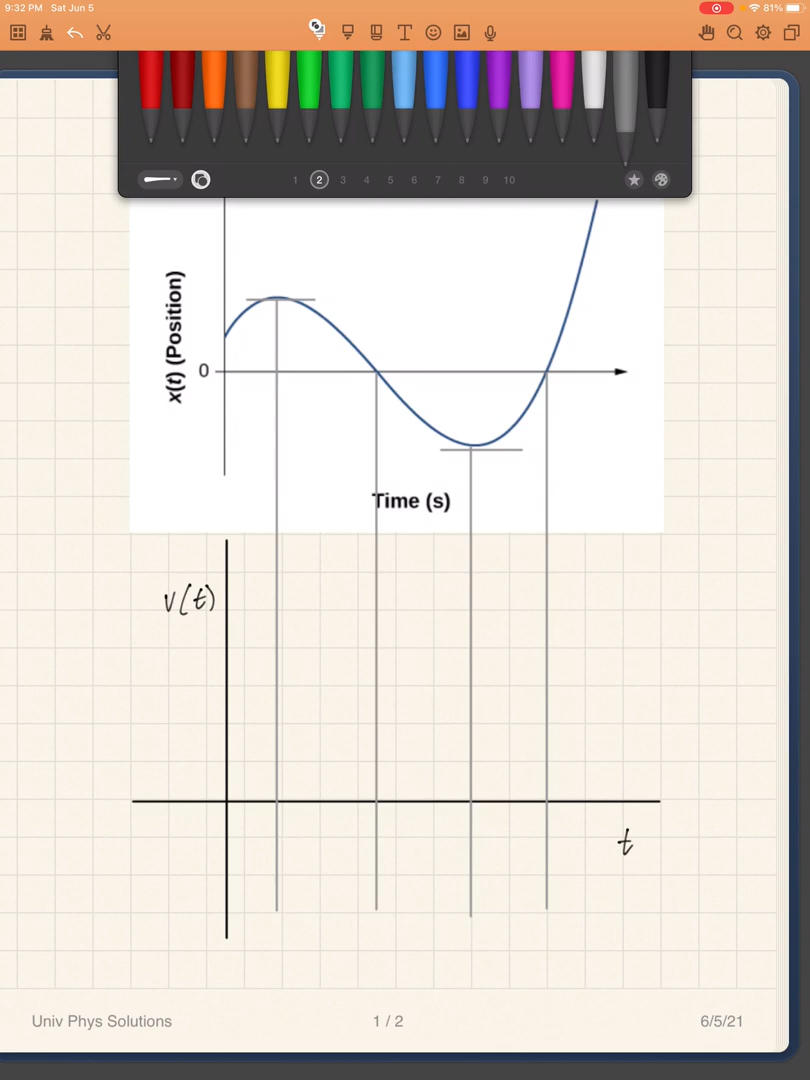 9:32 PM Sat Jun 5
81%
1 2 3 4 5 6 7 8 9 10
x(t) (Position)
0
Time (s)
v(t)
t
Univ Phys Solutions
1 / 2
6/5/21